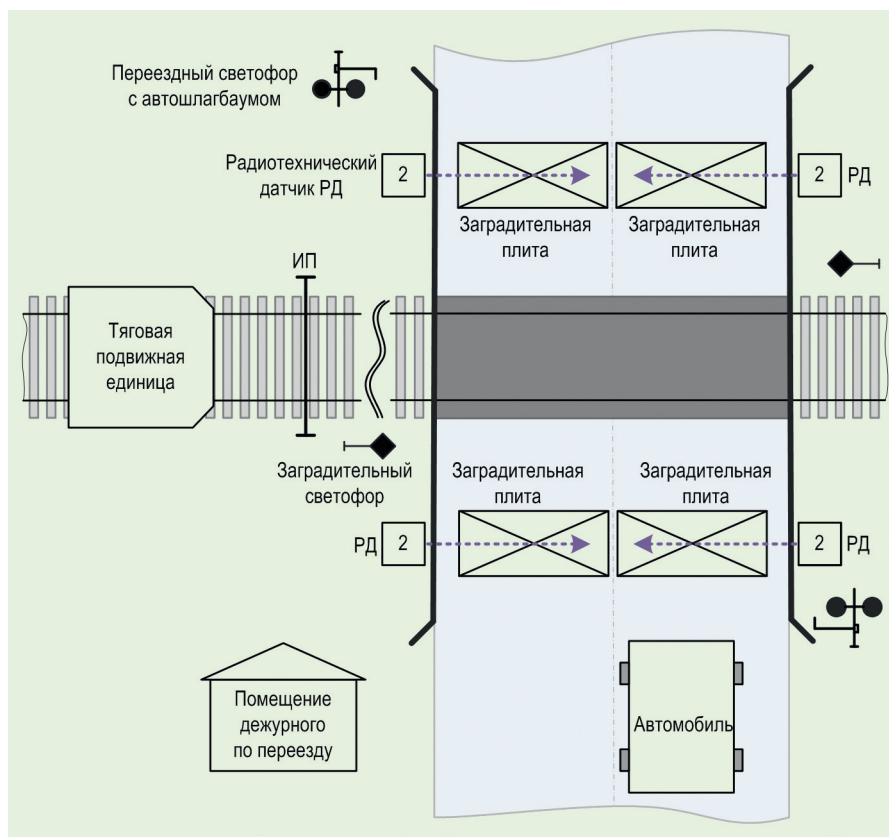 Переездный светофор
с автошлагбаумом
Радиотехнический
датчик РД
2
2
РД
Заградительная
плита
Заградительная
плита
ИП
Тяговая
подвижная
единица
Заградительный
светофор
Заградительная
плита
Заградительная
плита
РД
2
2
РД
Помещение
дежурного
по переезду
Автомобиль